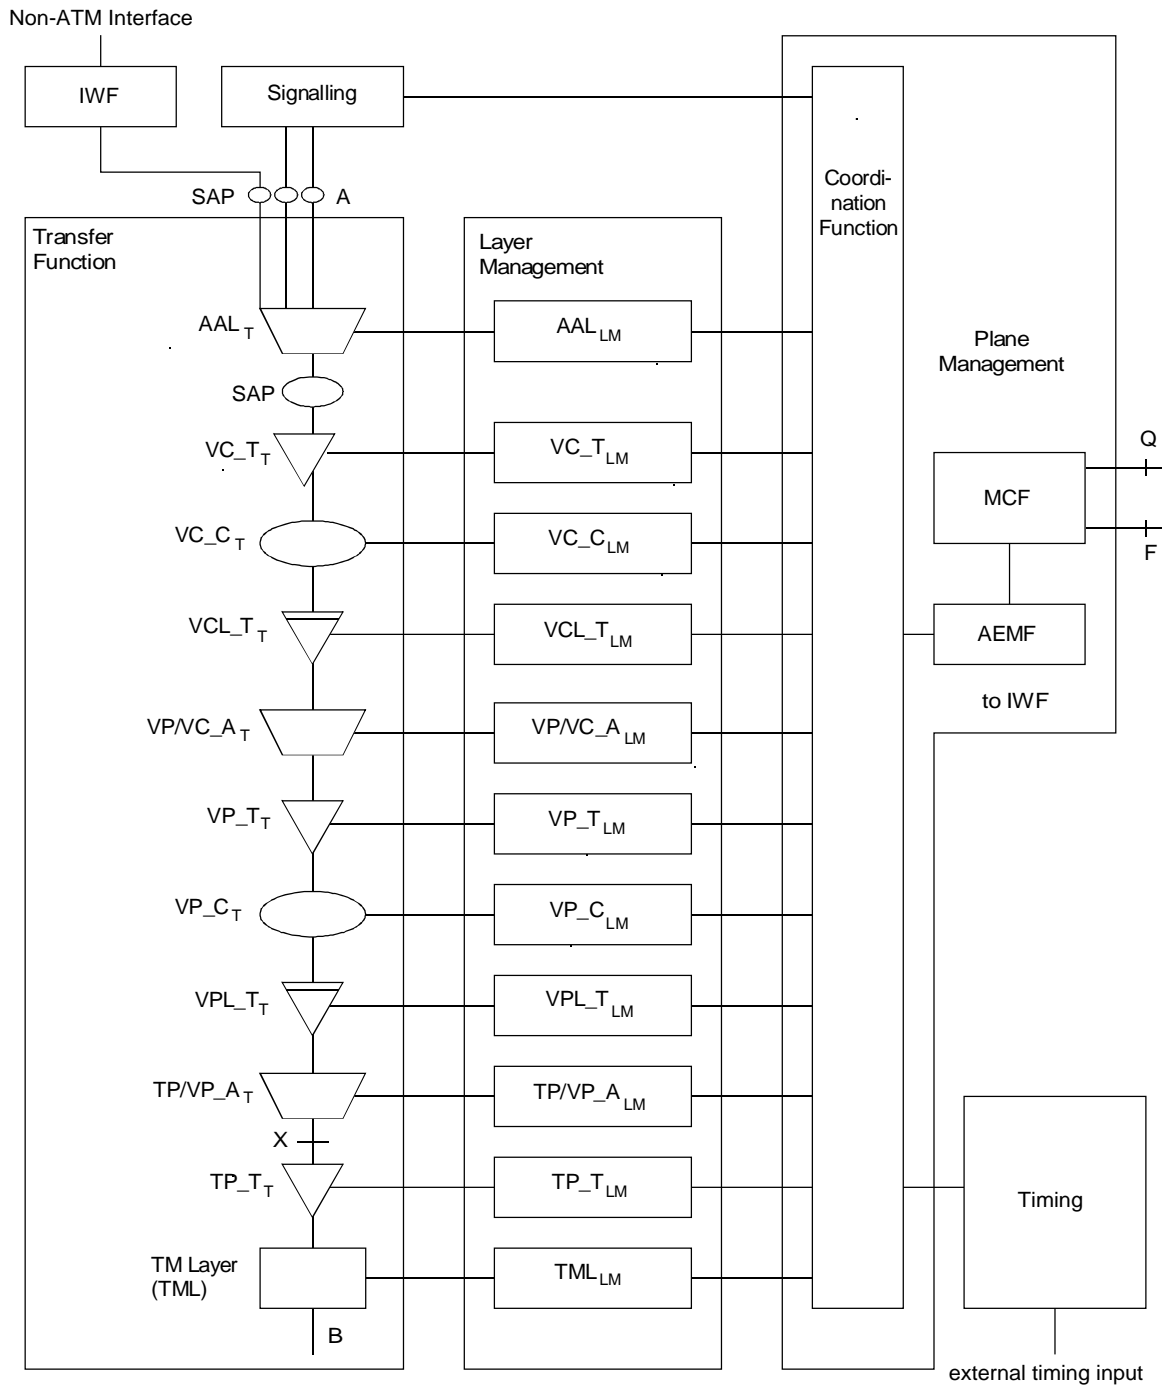 Non-ATM Interface
IWF
Signalling
SAP
A
Coordi-
nation
Function
Transfer
Function
Layer
Management
AAL T
AAL LM
Plane
Management
SAP
VC_T T
VC_T LM
Q
MCF
F
VC_C T
VC_C LM
VCL_T T
VCL_T LM
AEMF
to IWF
VP/VC_A T
VP/VC_A LM
VP_T T
VP_T LM
VP_C T
VP_C LM
VPL_T T
VPL_T LM
TP/VP_A T
TP/VP_A LM
X
TP_T T
TP_T LM
Timing
TM Layer
(TML)
TML LM
B
external timing input